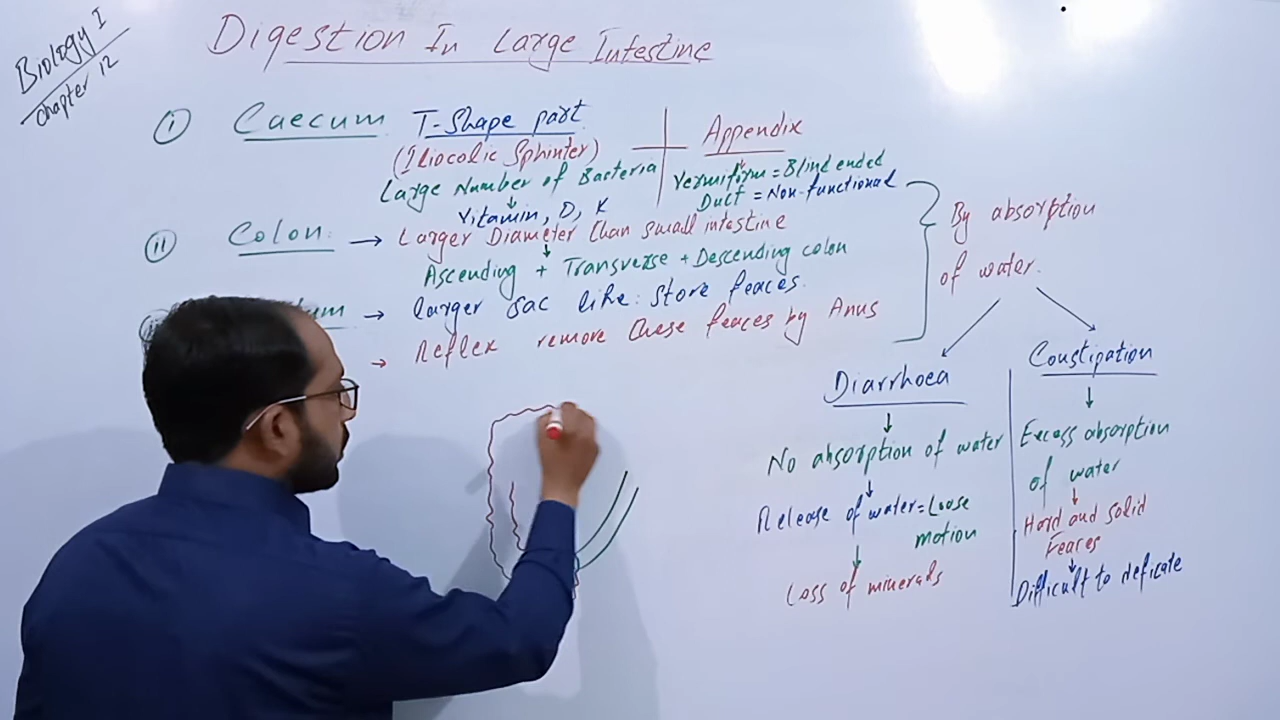 Biology I
Chapter 12
Digestion In Large Intestine
(i) Caecum T-Shape part
(Iliocolic Sphinter)
Large Number of Bacteria
Vitamin, D, K
Appendix
Vermiform = Blind ended
Duct = Non-functional
(ii) Colon: → Larger Diameter than small intestine
Ascending + Transverse + Descending colon
→ larger sac like: store feaces.
→ Reflex remove these feaces by Anus
By absorption
of water.
Diarrhoea
No absorption of water
Release of water = Loose
motion
Loss of minerals
Constipation
Excess absorption
of water
Hard and solid
Feaces
Difficult to deficate